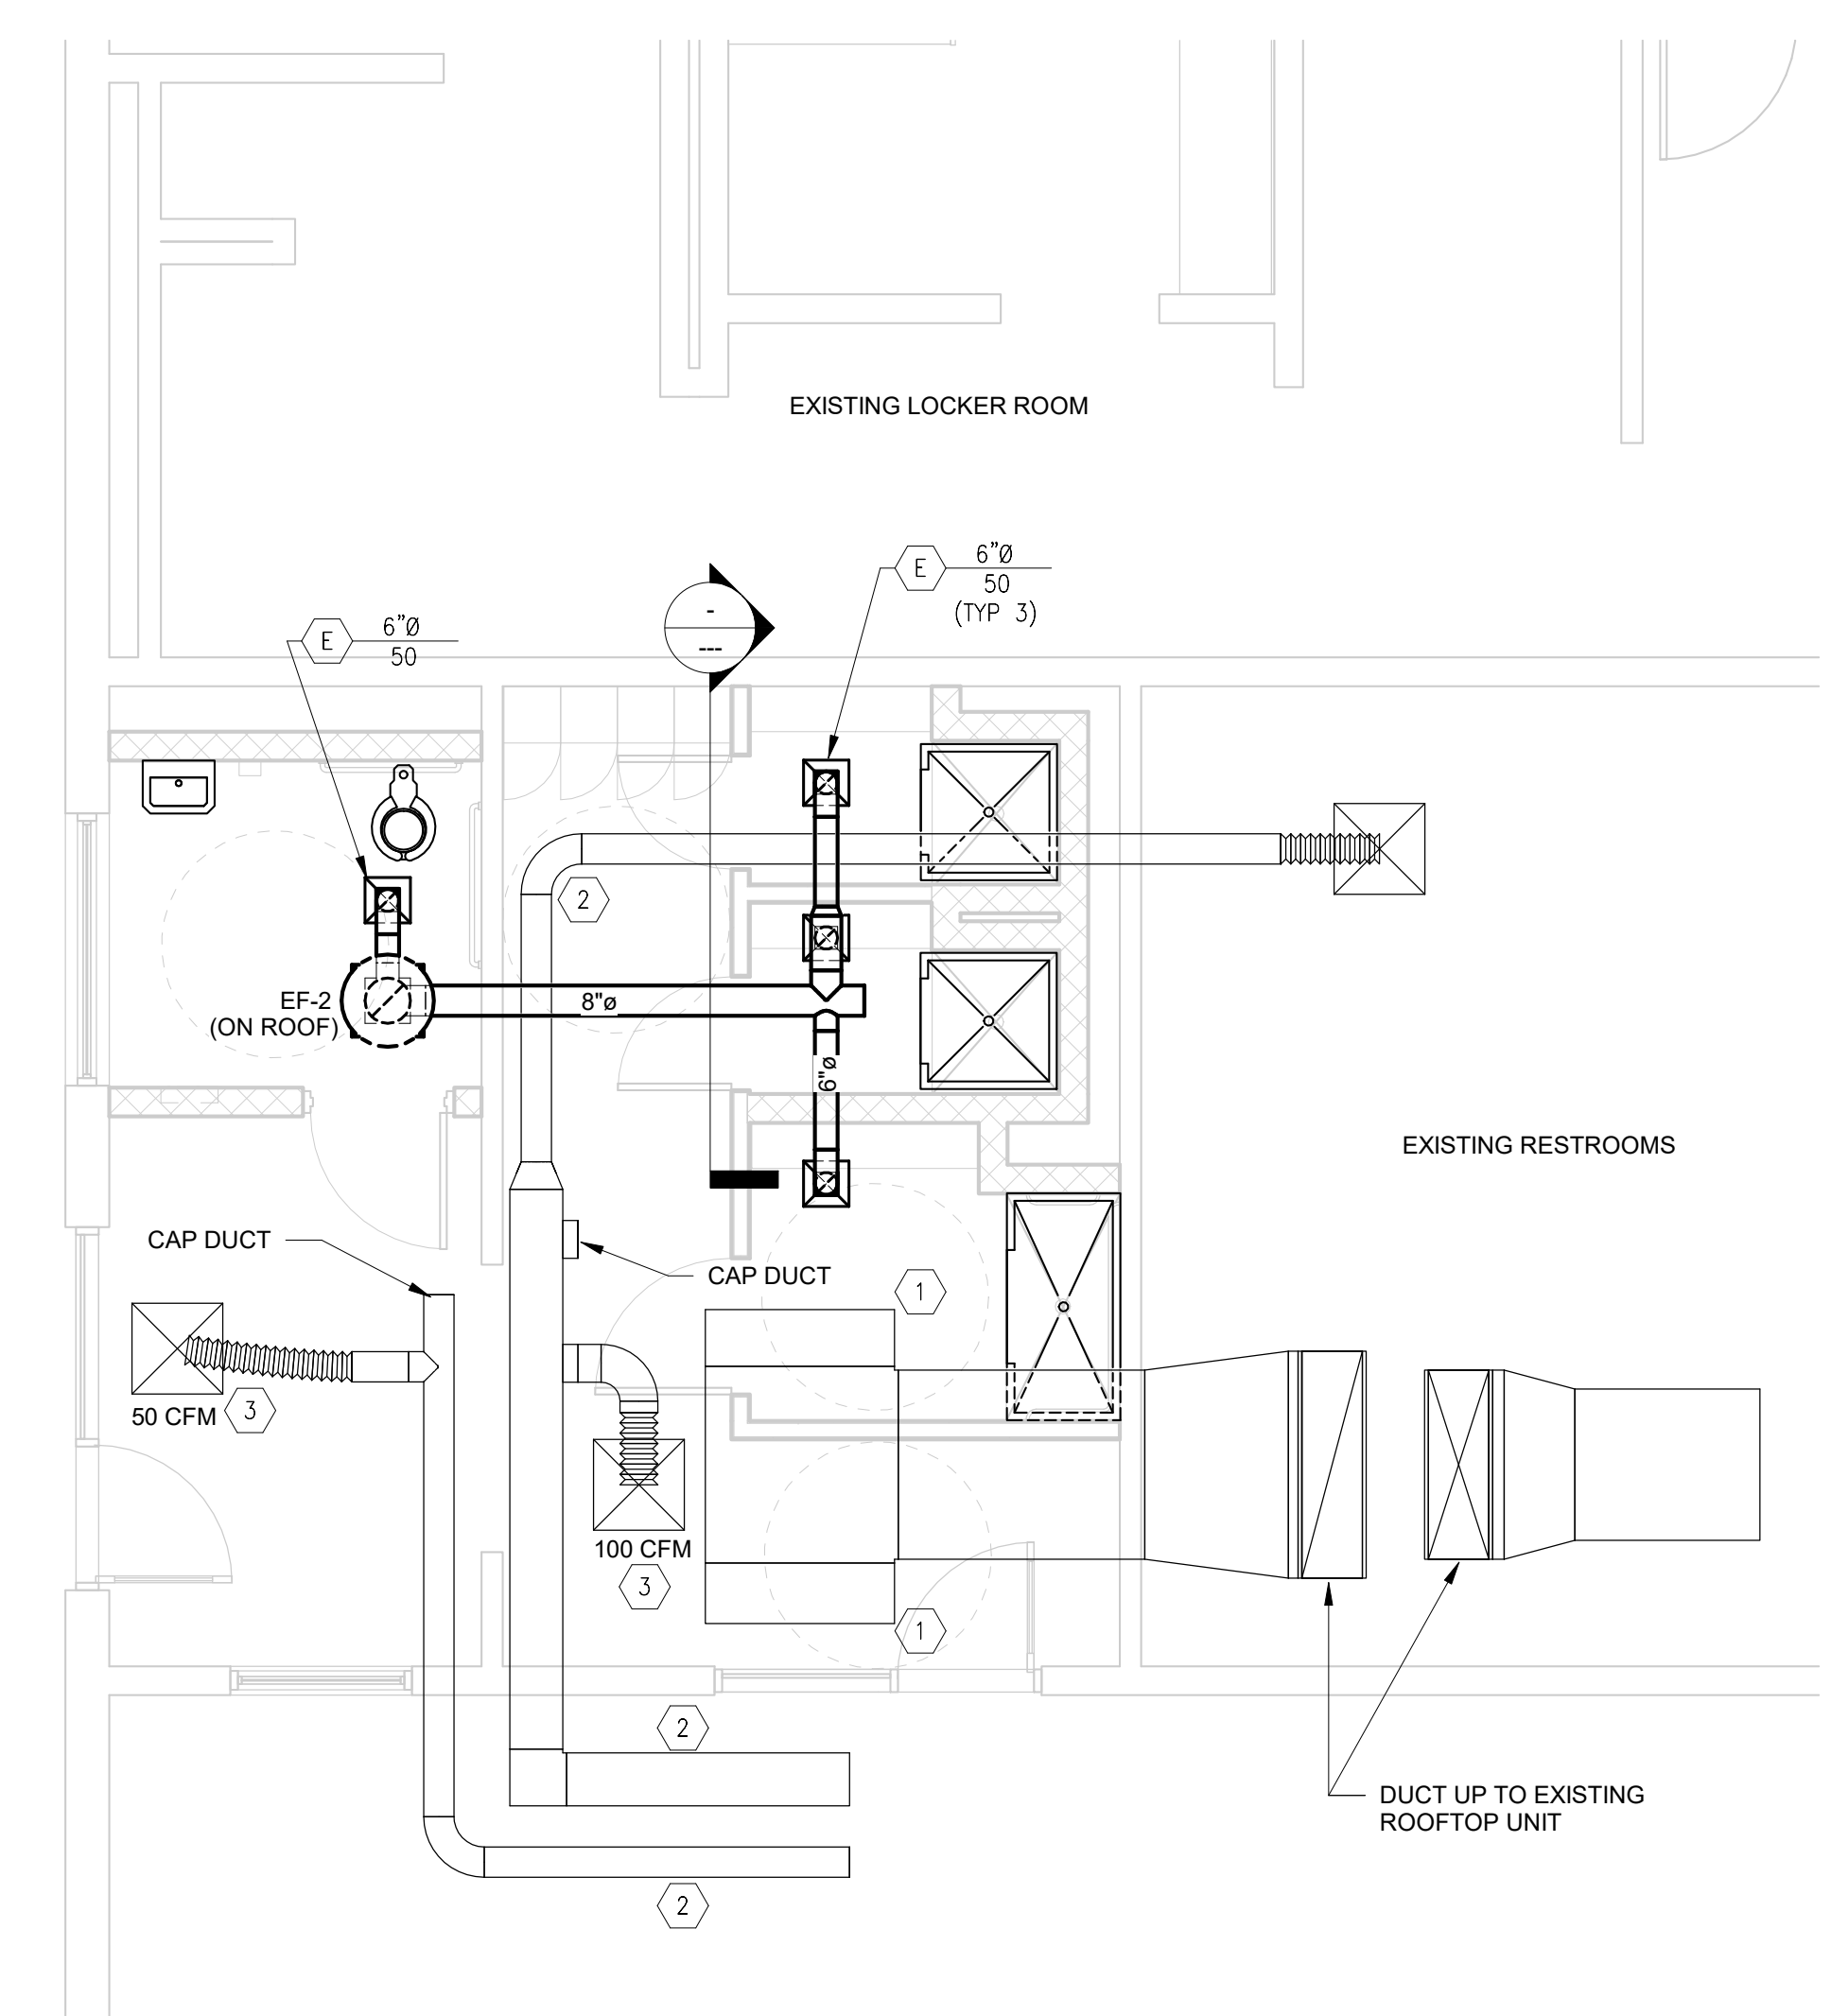 EXISTING LOCKER ROOM
E
6"Ø
50
(TYP 3)
-
---
E
6"Ø
50
2
EF-2
(ON ROOF)
8"ø
6"ø
EXISTING RESTROOMS
CAP DUCT
CAP DUCT
1
50 CFM
3
100 CFM
3
1
2
DUCT UP TO EXISTING
ROOFTOP UNIT
2